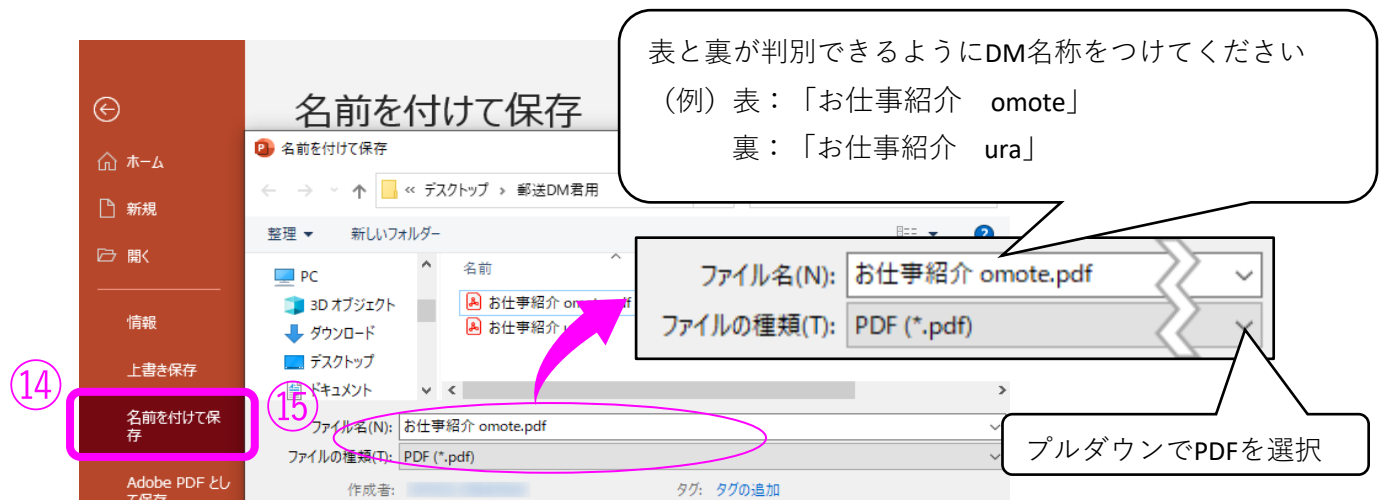 表と裏が判別できるようにDM名称をつけてください
（例）表：「お仕事紹介　omote」
裏：「お仕事紹介　ura」
名前を付けて保存
名前を付けて保存
ホーム
« デスクトップ › 郵送DM君用
新規
整理 新しいフォルダー
開く
名前
PC
3D オブジェクト
お仕事紹介
ダウンロード
お仕事紹介
デスクトップ
ドキュメント
ファイル名(N): お仕事紹介 omote.pdf
ファイルの種類(T): PDF (*.pdf)
情報
上書き保存
⑭
名前を付けて保
存
⑮
ファイル名(N): お仕事紹介 omote.pdf
ファイルの種類(T): PDF (*.pdf)
プルダウンでPDFを選択
作成者: タグ: タグの追加
Adobe PDF とし
て保存